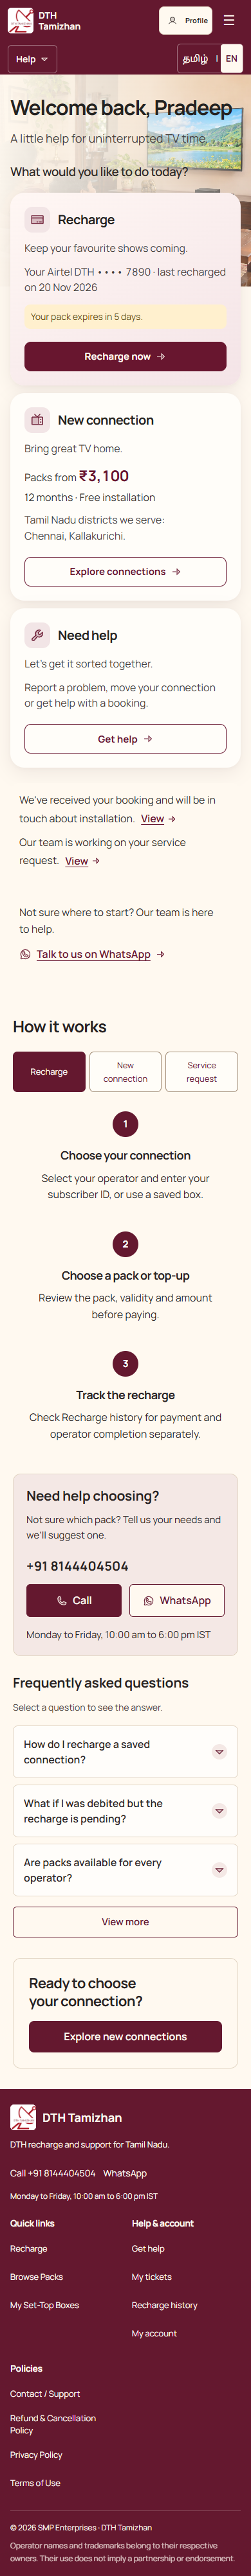 DTH
Tamizhan
Profile
Help
தமிழ் | EN
Welcome back, Pradeep
A little help for uninterrupted TV time.
What would you like to do today?
Recharge
Keep your favourite shows coming.
Your Airtel DTH •••• 7890 · last recharged
on 20 Nov 2026
Your pack expires in 5 days.
Recharge now →
New connection
Bring great TV home.
Packs from ₹3,100
12 months · Free installation
Tamil Nadu districts we serve:
Chennai, Kallakurichi.
Explore connections →
Need help
Let's get it sorted together.
Report a problem, move your connection
or get help with a booking.
Get help →
We've received your booking and will be in
touch about installation. View →
Our team is working on your service
request. View →
Not sure where to start? Our team is here
to help.
Talk to us on WhatsApp →
How it works
Recharge
New
connection
Service
request
1
Choose your connection
Select your operator and enter your
subscriber ID, or use a saved box.
2
Choose a pack or top-up
Review the pack, validity and amount
before paying.
3
Track the recharge
Check Recharge history for payment and
operator completion separately.
Need help choosing?
Not sure which pack? Tell us your needs and
we'll suggest one.
+91 8144404504
Call
WhatsApp
Monday to Friday, 10:00 am to 6:00 pm IST
Frequently asked questions
Select a question to see the answer.
How do I recharge a saved
connection?
What if I was debited but the
recharge is pending?
Are packs available for every
operator?
View more
Ready to choose
your connection?
Explore new connections
DTH Tamizhan
DTH recharge and support for Tamil Nadu.
Call +91 8144404504 WhatsApp
Monday to Friday, 10:00 am to 6:00 pm IST
Quick links
Recharge
Browse Packs
My Set-Top Boxes
Help & account
Get help
My tickets
Recharge history
My account
Policies
Contact / Support
Refund & Cancellation
Policy
Privacy Policy
Terms of Use
© 2026 SMP Enterprises · DTH Tamizhan
Operator names and trademarks belong to their respective
owners. Their use does not imply a partnership or endorsement.